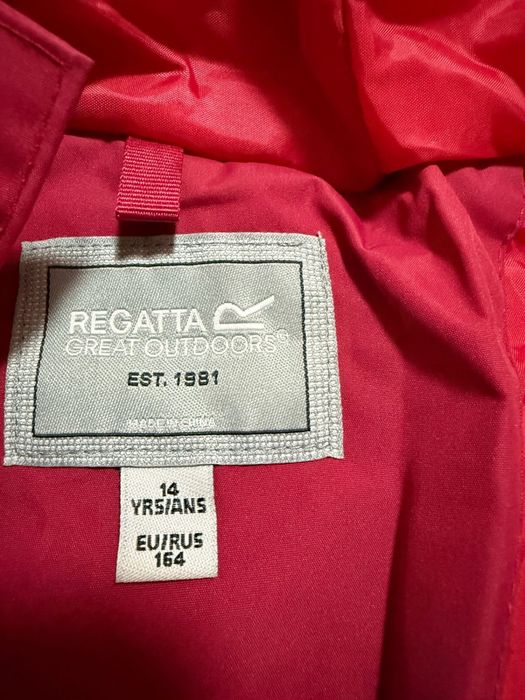 REGATTA
GREAT OUTDOORS®
EST. 1981
MADE IN CHINA
14
YRS/ANS
EU/RUS
164